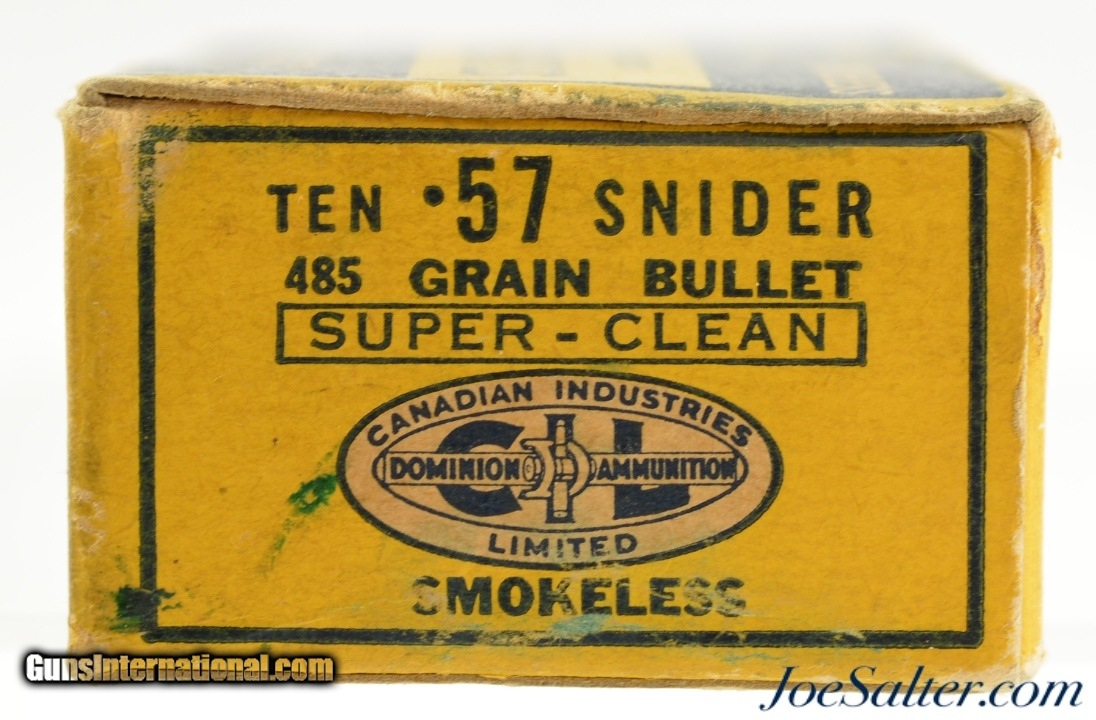 TEN .57 SNIDER
485 GRAIN BULLET
SUPER - CLEAN
CANADIAN INDUSTRIES
CIL
DOMINION AMMUNITION
LIMITED
SMOKELESS
GunsInternational.com
JoeSalter.com